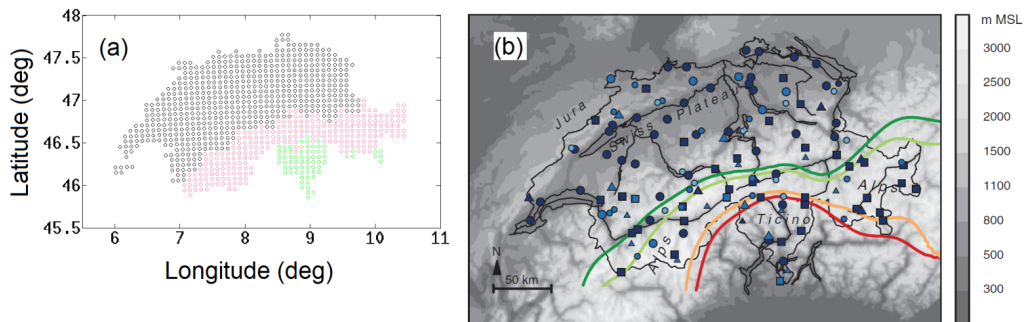 (a)
Latitude (deg)
48
47.5
47
46.5
46
45.5
6
7
8
9
10
11
Longitude (deg)
(b)
Jura
Swiss Plateau
Alps
Alps
Ticino
N
50 km
m MSL
3000
2500
2000
1500
1100
800
500
300